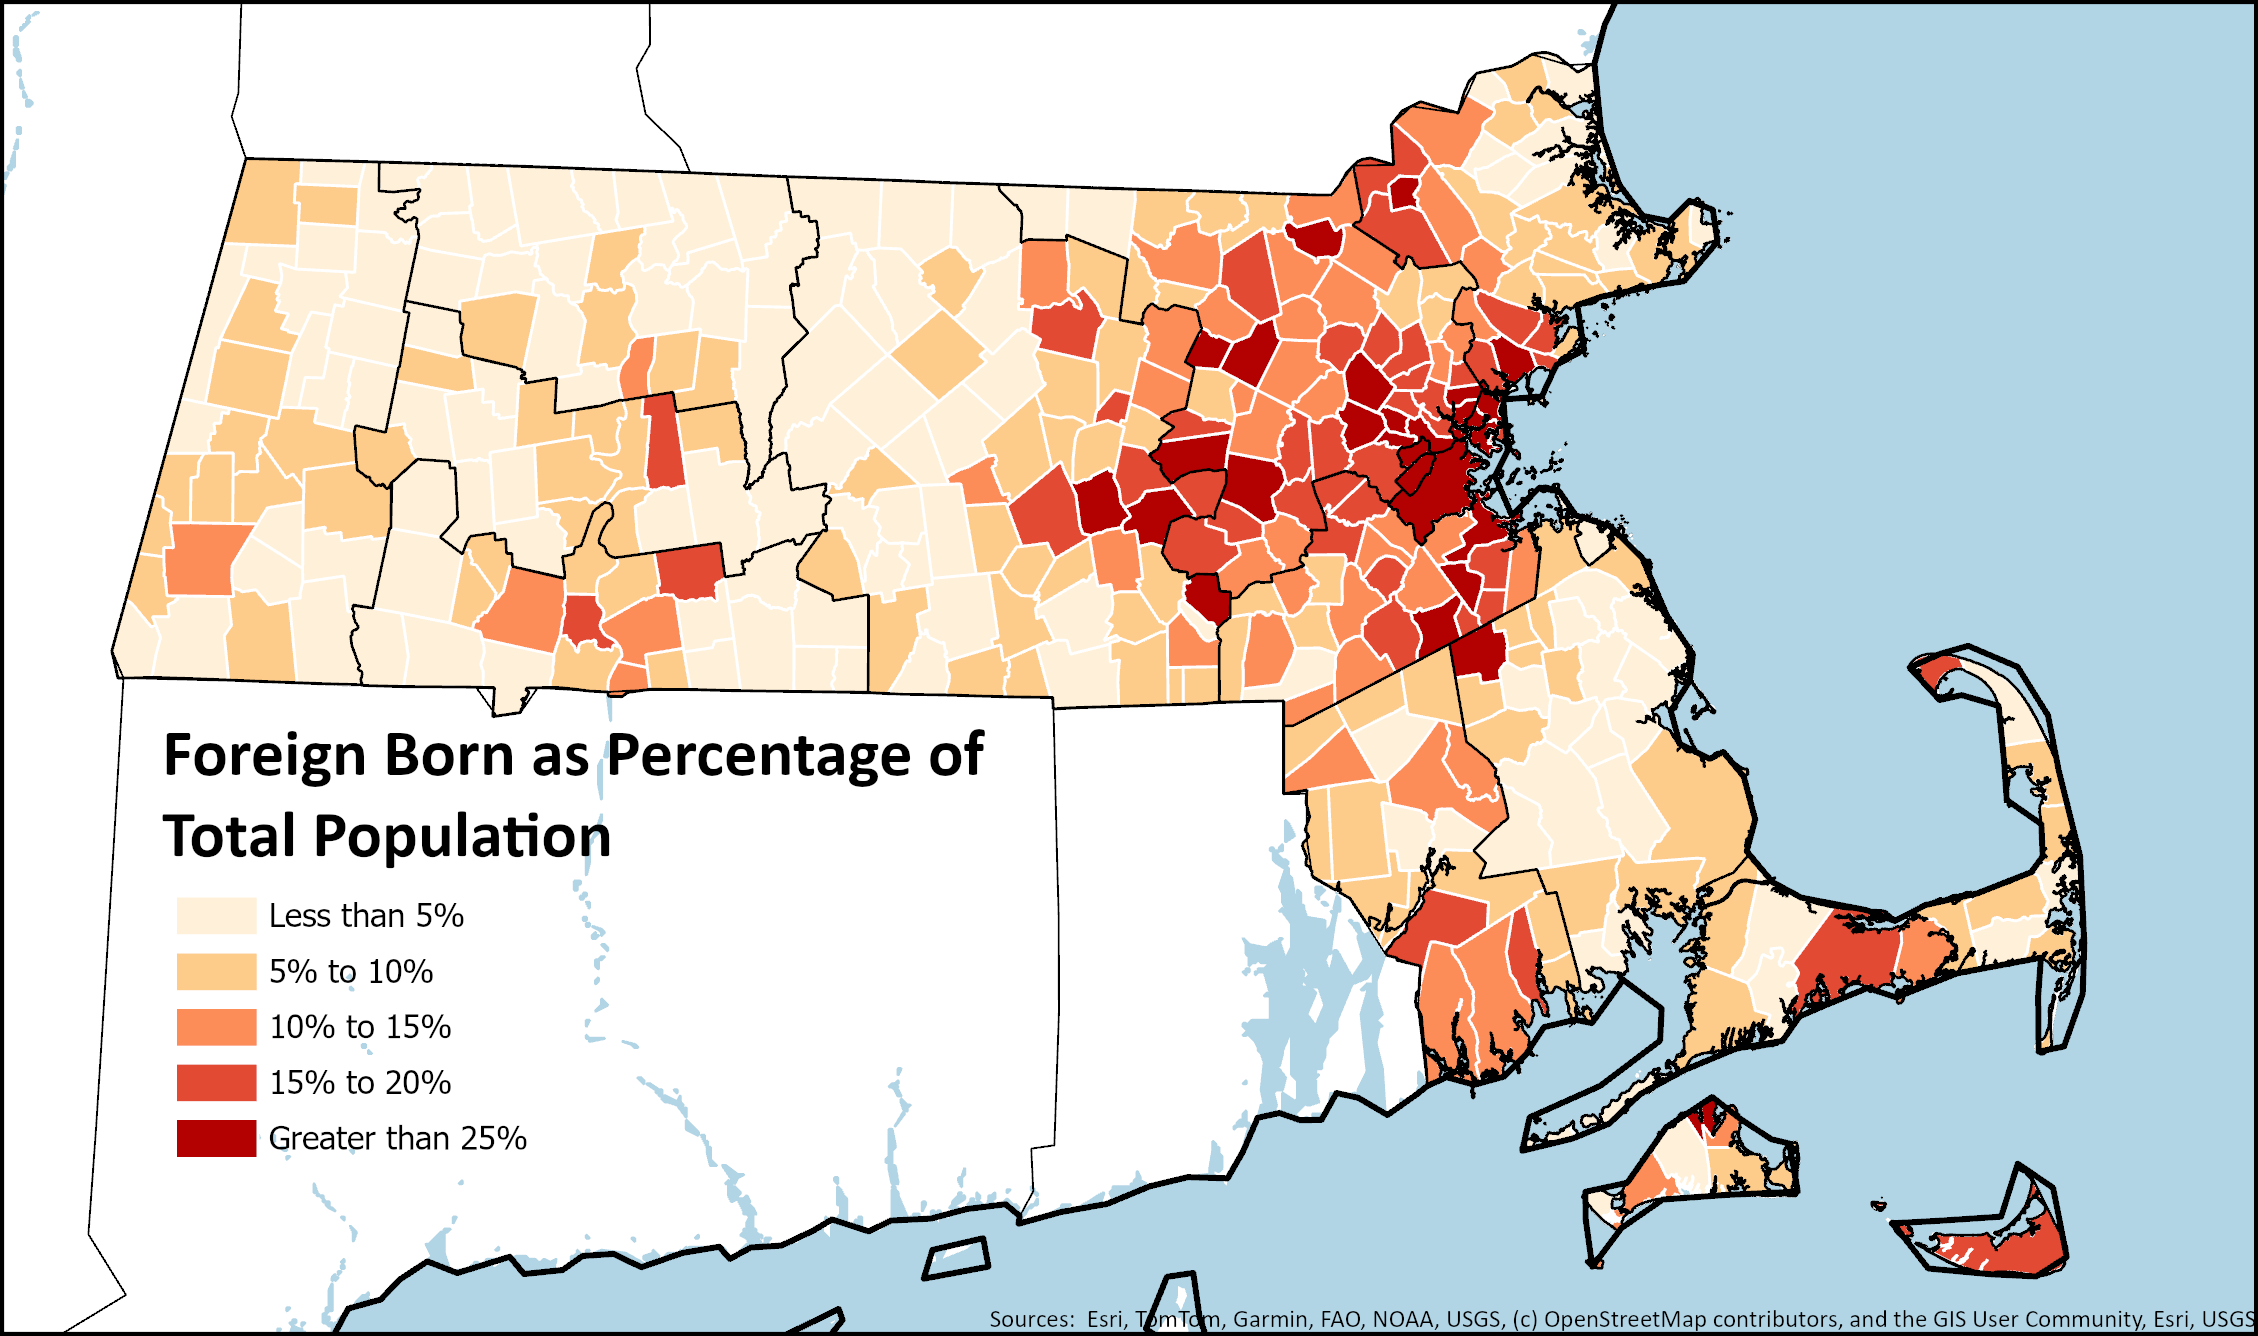 Foreign Born as Percentage of
Total Population
Less than 5%
5% to 10%
10% to 15%
15% to 20%
Greater than 25%
Sources: Esri, TomTom, Garmin, FAO, NOAA, USGS, (c) OpenStreetMap contributors, and the GIS User Community, Esri, USGS